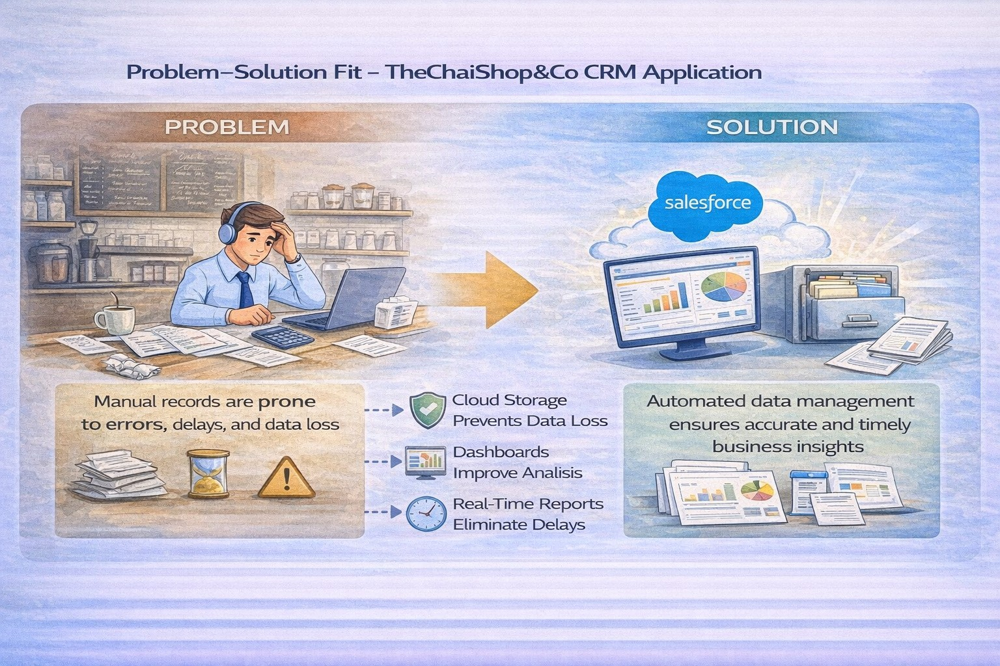 Problem–Solution Fit – TheChaiShop&Co CRM Application
PROBLEM
SOLUTION
salesforce
Manual records are prone
to errors, delays, and data loss
Cloud Storage
Prevents Data Loss
Dashboards
Improve Analisis
Real-Time Reports
Eliminate Delays
Automated data management
ensures accurate and timely
business insights